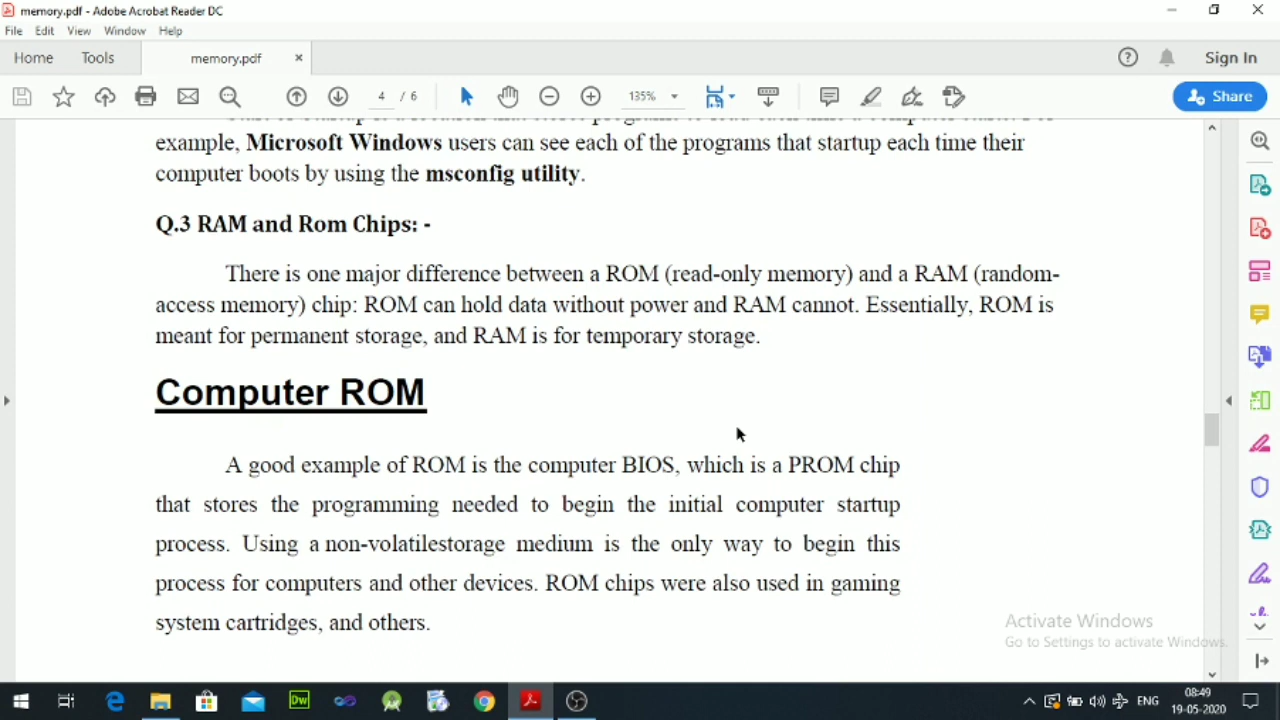 memory.pdf - Adobe Acrobat Reader DC
File Edit View Window Help
Home Tools memory.pdf × Sign In
4 / 6 135% Share
example, Microsoft Windows users can see each of the programs that startup each time their
computer boots by using the msconfig utility.
Q.3 RAM and Rom Chips: -
There is one major difference between a ROM (read-only memory) and a RAM (random-
access memory) chip: ROM can hold data without power and RAM cannot. Essentially, ROM is
meant for permanent storage, and RAM is for temporary storage.
Computer ROM
A good example of ROM is the computer BIOS, which is a PROM chip
that stores the programming needed to begin the initial computer startup
process. Using a non-volatilestorage medium is the only way to begin this
process for computers and other devices. ROM chips were also used in gaming
system cartridges, and others.
Activate Windows
Go to Settings to activate Windows.
Dw
ENG
08:49
19-05-2020